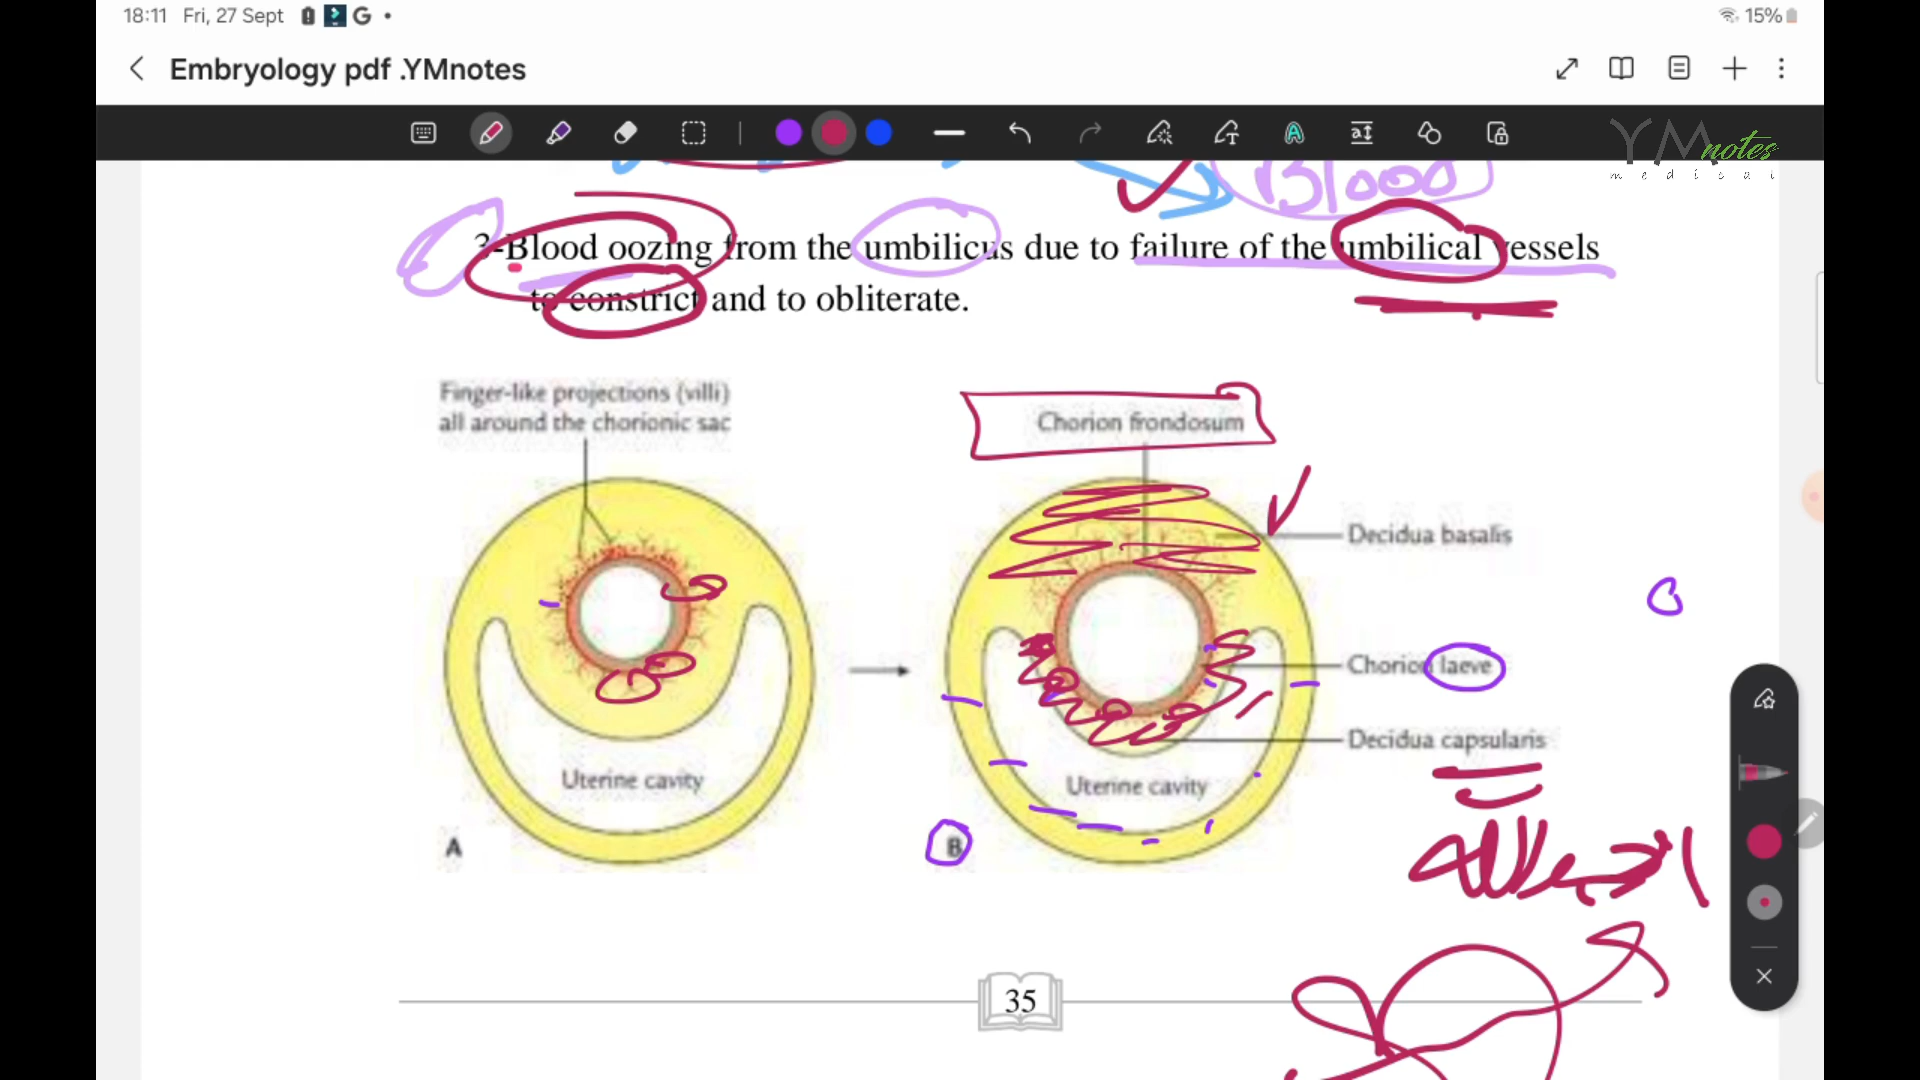 18:11 Fri, 27 Sept
15%
Embryology pdf .YMnotes
YMnotes
medical
Blood
3-Blood oozing from the umbilicus due to failure of the umbilical vessels
to constrict and to obliterate.
Finger-like projections (villi)
all around the chorionic sac
Chorion frondosum
Decidua basalis
Chorion laeve
Decidua capsularis
Uterine cavity
Uterine cavity
A
B
35